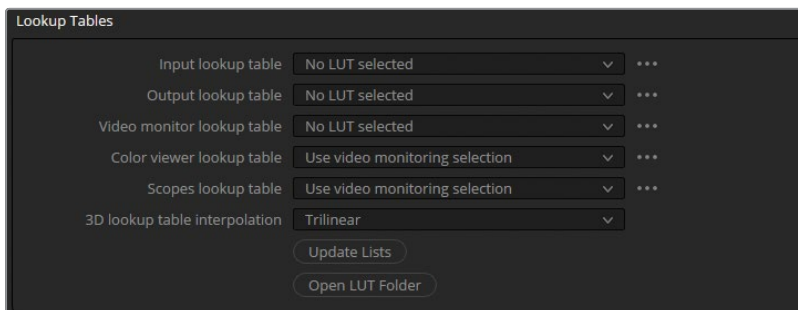 Lookup Tables
Input lookup table No LUT selected
Output lookup table No LUT selected
Video monitor lookup table No LUT selected
Color viewer lookup table Use video monitoring selection
Scopes lookup table Use video monitoring selection
3D lookup table interpolation Trilinear
Update Lists
Open LUT Folder